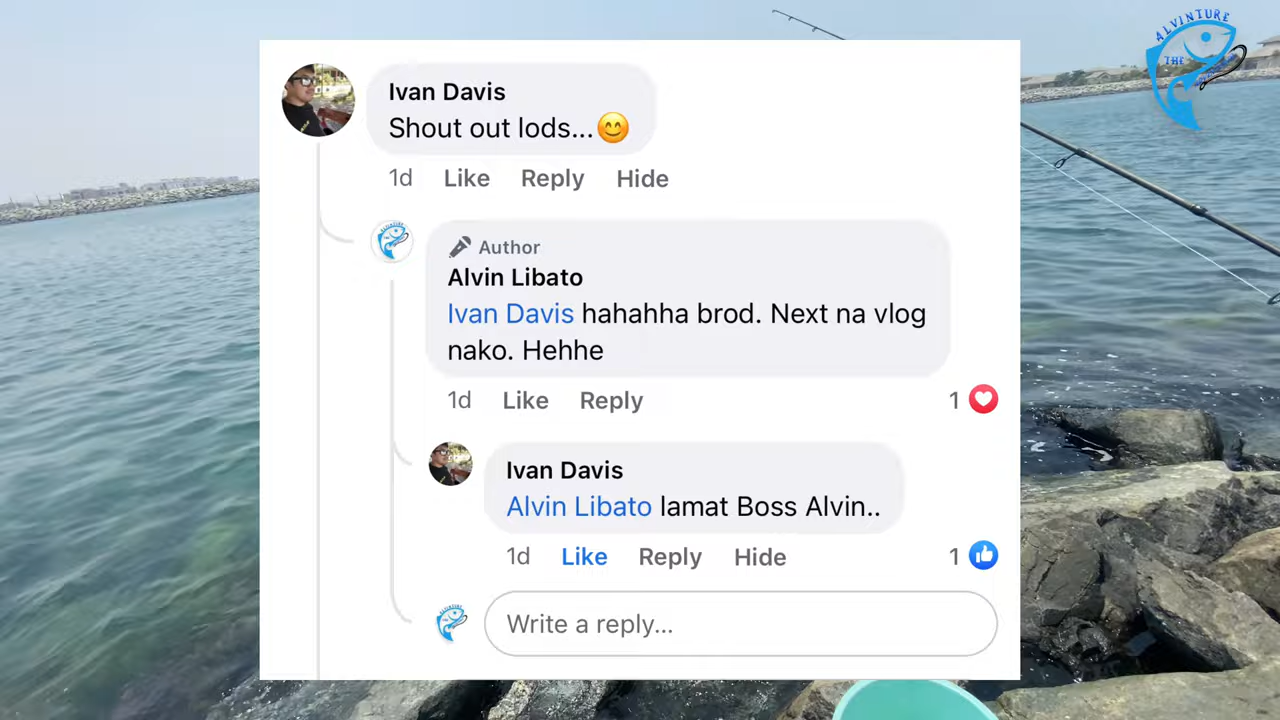 ALVINTURE
THE
Ivan Davis
Shout out lods...😊
1d Like Reply Hide
Author
Alvin Libato
Ivan Davis hahahha brod. Next na vlog
nako. Hehhe
1d Like Reply 1
Ivan Davis
Alvin Libato lamat Boss Alvin..
1d Like Reply Hide 1
Write a reply...